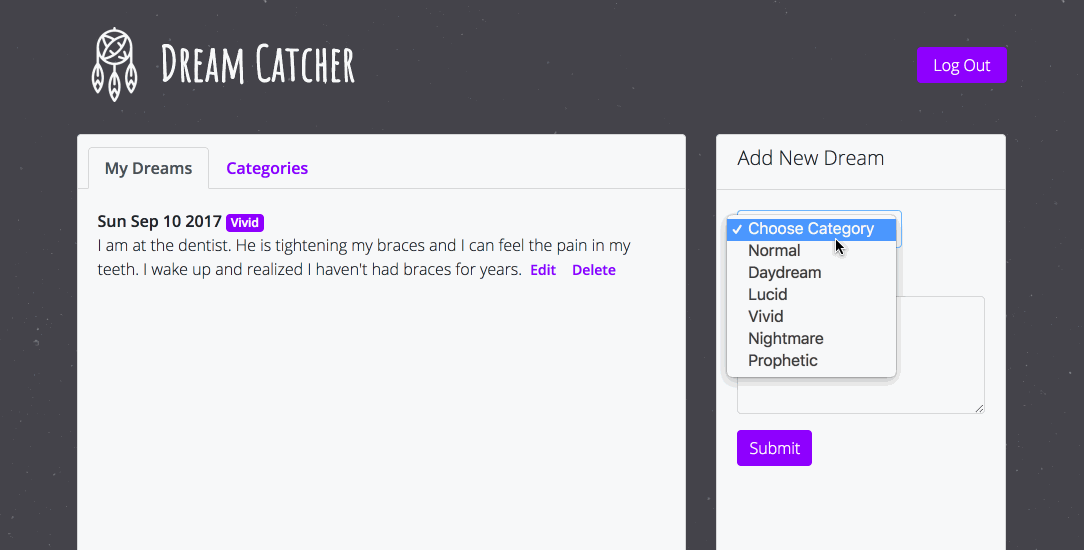 Dream Catcher
Log Out
My Dreams
Categories
Sun Sep 10 2017 Vivid
I am at the dentist. He is tightening my braces and I can feel the pain in my
teeth. I wake up and realized I haven't had braces for years. Edit Delete
Add New Dream
✓ Choose Category
Normal
Daydream
Lucid
Vivid
Nightmare
Prophetic
Submit